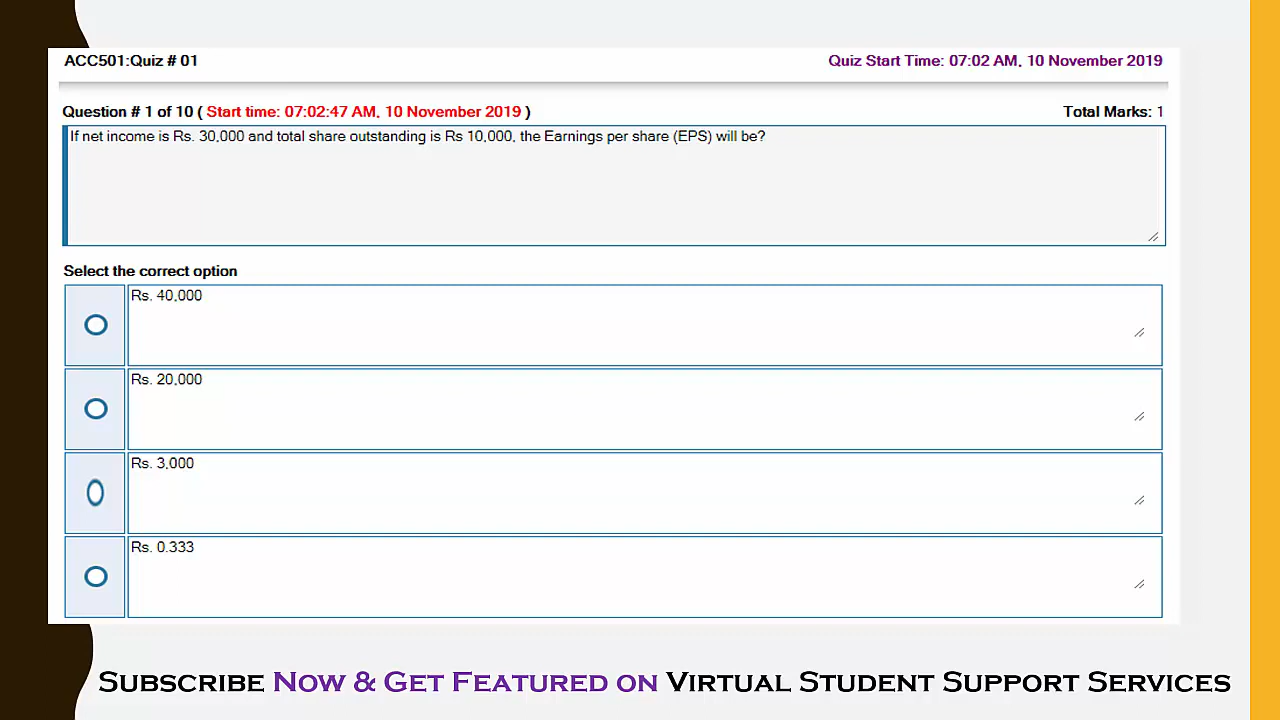 ACC501:Quiz # 01
Quiz Start Time: 07:02 AM, 10 November 2019
Question # 1 of 10 ( Start time: 07:02:47 AM, 10 November 2019 )
Total Marks: 1
If net income is Rs. 30,000 and total share outstanding is Rs 10,000, the Earnings per share (EPS) will be?
Select the correct option
Rs. 40,000
Rs. 20,000
Rs. 3,000
Rs. 0.333
Subscribe Now & Get Featured on Virtual Student Support Services